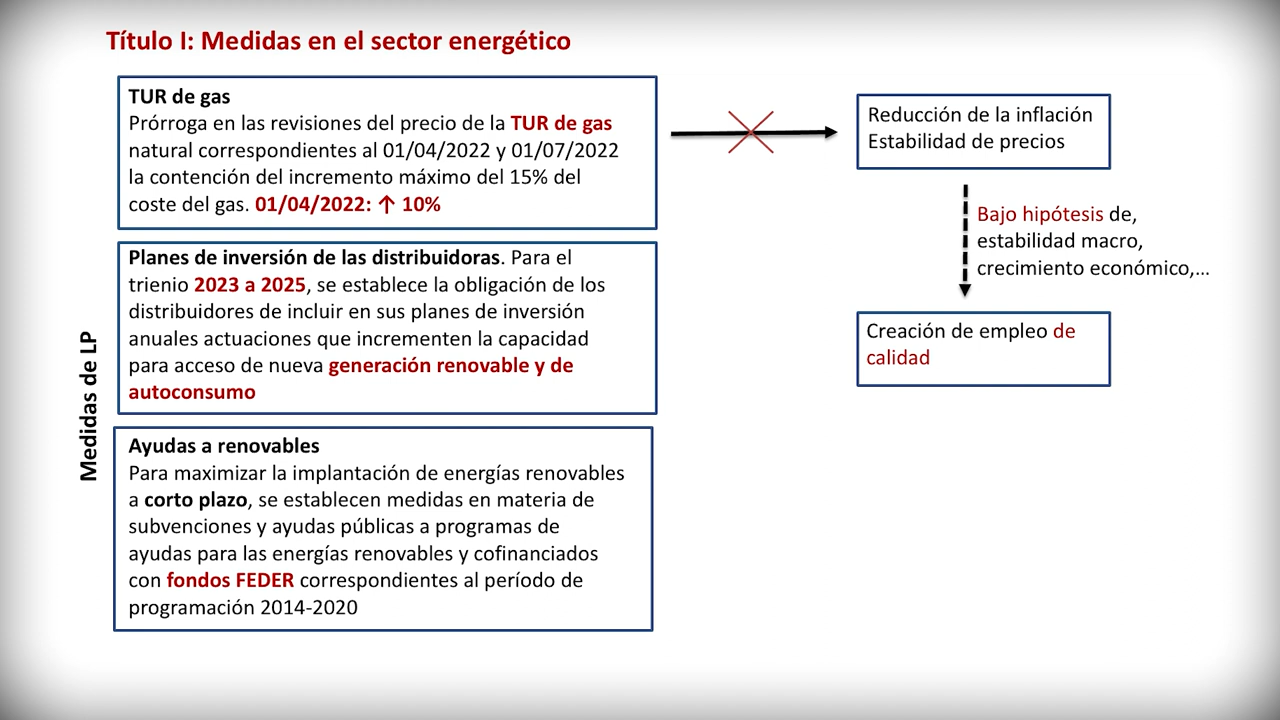 Título I: Medidas en el sector energético
TUR de gas
Prórroga en las revisiones del precio de la TUR de gas
natural correspondientes al 01/04/2022 y 01/07/2022
la contención del incremento máximo del 15% del
coste del gas. 01/04/2022: ↑ 10%
Planes de inversión de las distribuidoras. Para el
trienio 2023 a 2025, se establece la obligación de los
distribuidores de incluir en sus planes de inversión
anuales actuaciones que incrementen la capacidad
para acceso de nueva generación renovable y de
autoconsumo
Medidas de LP
Ayudas a renovables
Para maximizar la implantación de energías renovables
a corto plazo, se establecen medidas en materia de
subvenciones y ayudas públicas a programas de
ayudas para las energías renovables y cofinanciados
con fondos FEDER correspondientes al período de
programación 2014-2020
Reducción de la inflación
Estabilidad de precios
Bajo hipótesis de,
estabilidad macro,
crecimiento económico,...
Creación de empleo de
calidad